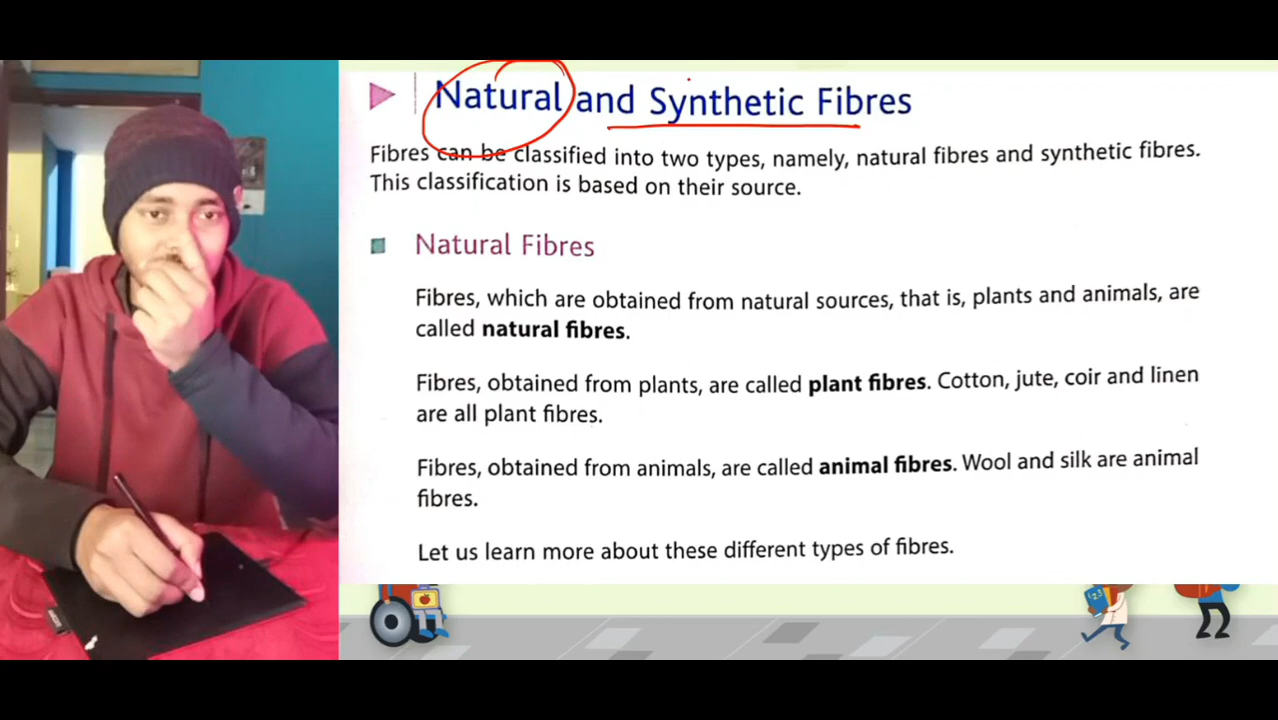 Natural and Synthetic Fibres
Fibres can be classified into two types, namely, natural fibres and synthetic fibres.
This classification is based on their source.
Natural Fibres
Fibres, which are obtained from natural sources, that is, plants and animals, are
called natural fibres.
Fibres, obtained from plants, are called plant fibres. Cotton, jute, coir and linen
are all plant fibres.
Fibres, obtained from animals, are called animal fibres. Wool and silk are animal
fibres.
Let us learn more about these different types of fibres.